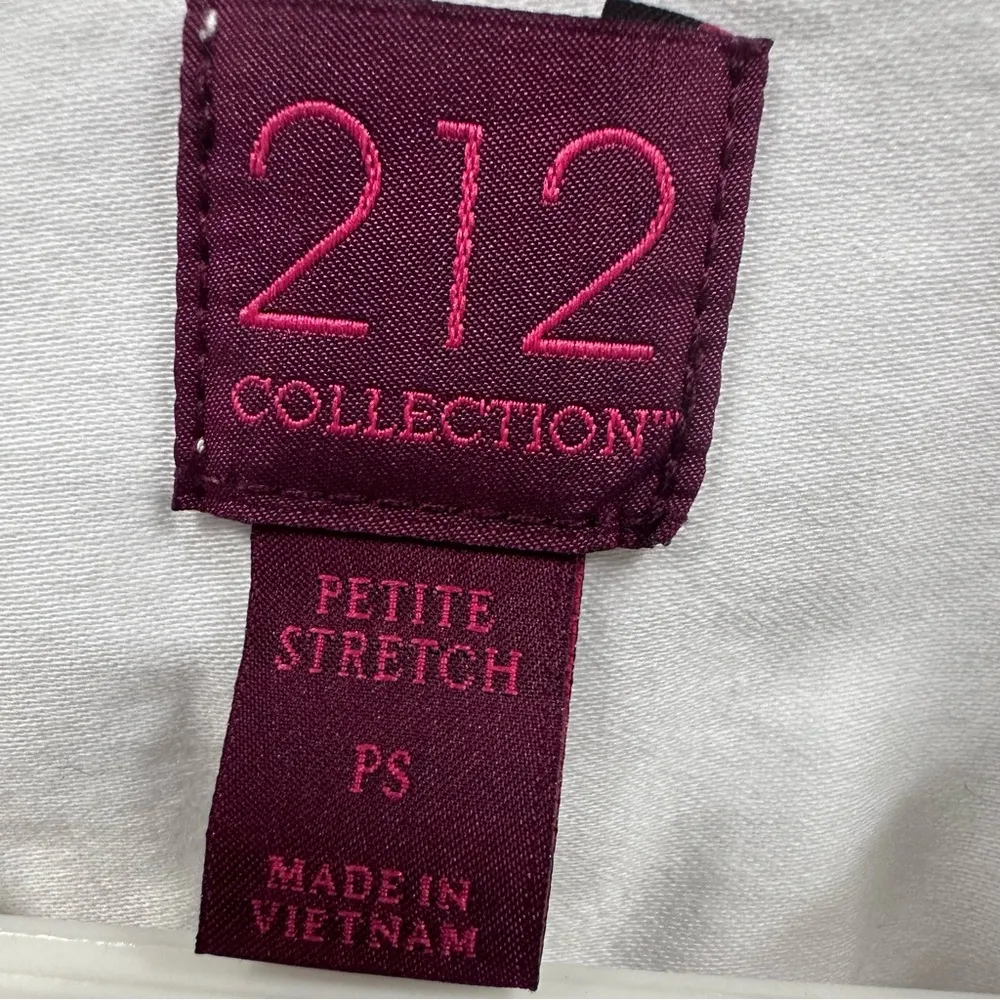 212
COLLECTION™
PETITE
STRETCH
PS
MADE IN
VIETNAM